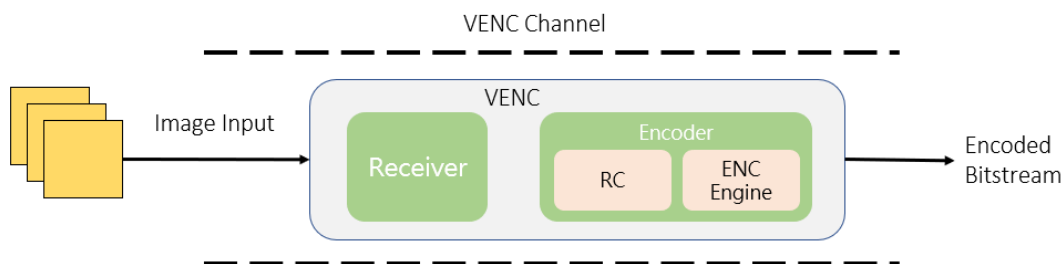 VENC Channel
VENC
Image Input
Receiver
Encoder
RC
ENC
Engine
Encoded
Bitstream